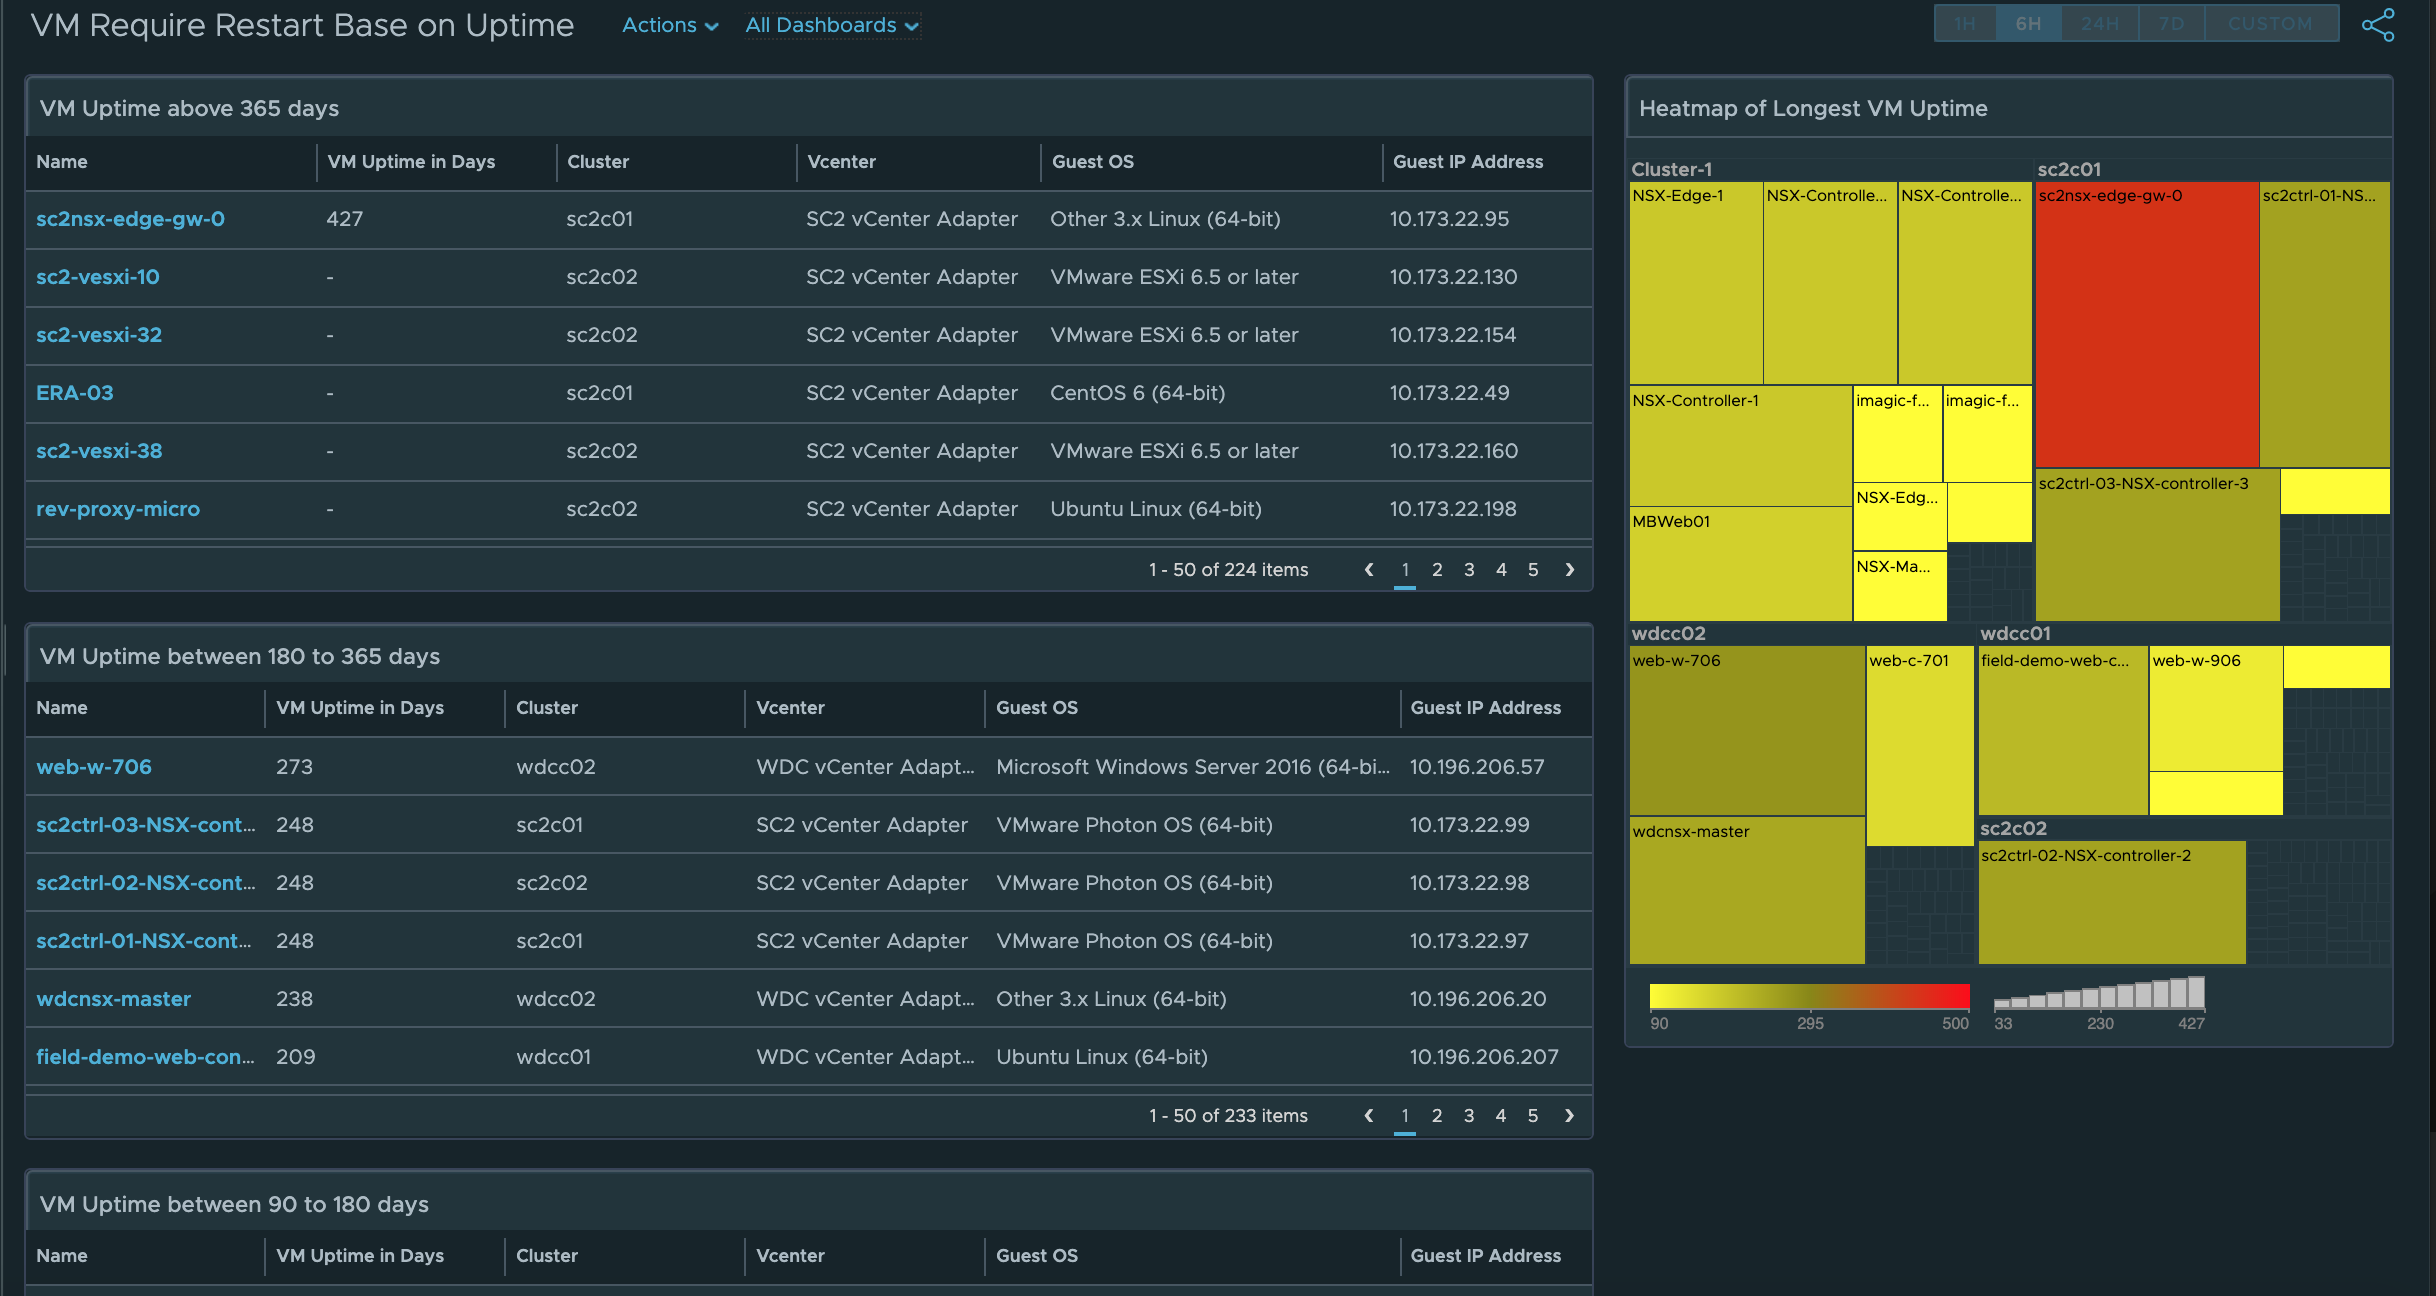 VM Require Restart Base on Uptime Actions All Dashboards 1H 6H 24H 7D CUSTOM
VM Uptime above 365 days
Name VM Uptime in Days Cluster Vcenter Guest OS Guest IP Address
sc2nsx-edge-gw-0 427 sc2c01 SC2 vCenter Adapter Other 3.x Linux (64-bit) 10.173.22.95
sc2-vesxi-10 - sc2c02 SC2 vCenter Adapter VMware ESXi 6.5 or later 10.173.22.130
sc2-vesxi-32 - sc2c02 SC2 vCenter Adapter VMware ESXi 6.5 or later 10.173.22.154
ERA-03 - sc2c01 SC2 vCenter Adapter CentOS 6 (64-bit) 10.173.22.49
sc2-vesxi-38 - sc2c02 SC2 vCenter Adapter VMware ESXi 6.5 or later 10.173.22.160
rev-proxy-micro - sc2c02 SC2 vCenter Adapter Ubuntu Linux (64-bit) 10.173.22.198
1 - 50 of 224 items 1 2 3 4 5
VM Uptime between 180 to 365 days
Name VM Uptime in Days Cluster Vcenter Guest OS Guest IP Address
web-w-706 273 wdcc02 WDC vCenter Adapt... Microsoft Windows Server 2016 (64-bi... 10.196.206.57
sc2ctrl-03-NSX-cont... 248 sc2c01 SC2 vCenter Adapter VMware Photon OS (64-bit) 10.173.22.99
sc2ctrl-02-NSX-cont... 248 sc2c02 SC2 vCenter Adapter VMware Photon OS (64-bit) 10.173.22.98
sc2ctrl-01-NSX-cont... 248 sc2c01 SC2 vCenter Adapter VMware Photon OS (64-bit) 10.173.22.97
wdcnsx-master 238 wdcc02 WDC vCenter Adapt... Other 3.x Linux (64-bit) 10.196.206.20
field-demo-web-con... 209 wdcc01 WDC vCenter Adapt... Ubuntu Linux (64-bit) 10.196.206.207
1 - 50 of 233 items 1 2 3 4 5
VM Uptime between 90 to 180 days
Name VM Uptime in Days Cluster Vcenter Guest OS Guest IP Address
Heatmap of Longest VM Uptime
Cluster-1 sc2c01
NSX-Edge-1 NSX-Controlle... NSX-Controlle... sc2nsx-edge-gw-0 sc2ctrl-01-NS...
NSX-Controller-1 imagic-f... imagic-f...
sc2ctrl-03-NSX-controller-3
NSX-Edg...
MBWeb01
NSX-Ma...
wdcc02 wdcc01
web-w-706 web-c-701 field-demo-web-c... web-w-906
sc2c02
wdcnsx-master
sc2ctrl-02-NSX-controller-2
90 295 500 33 230 427